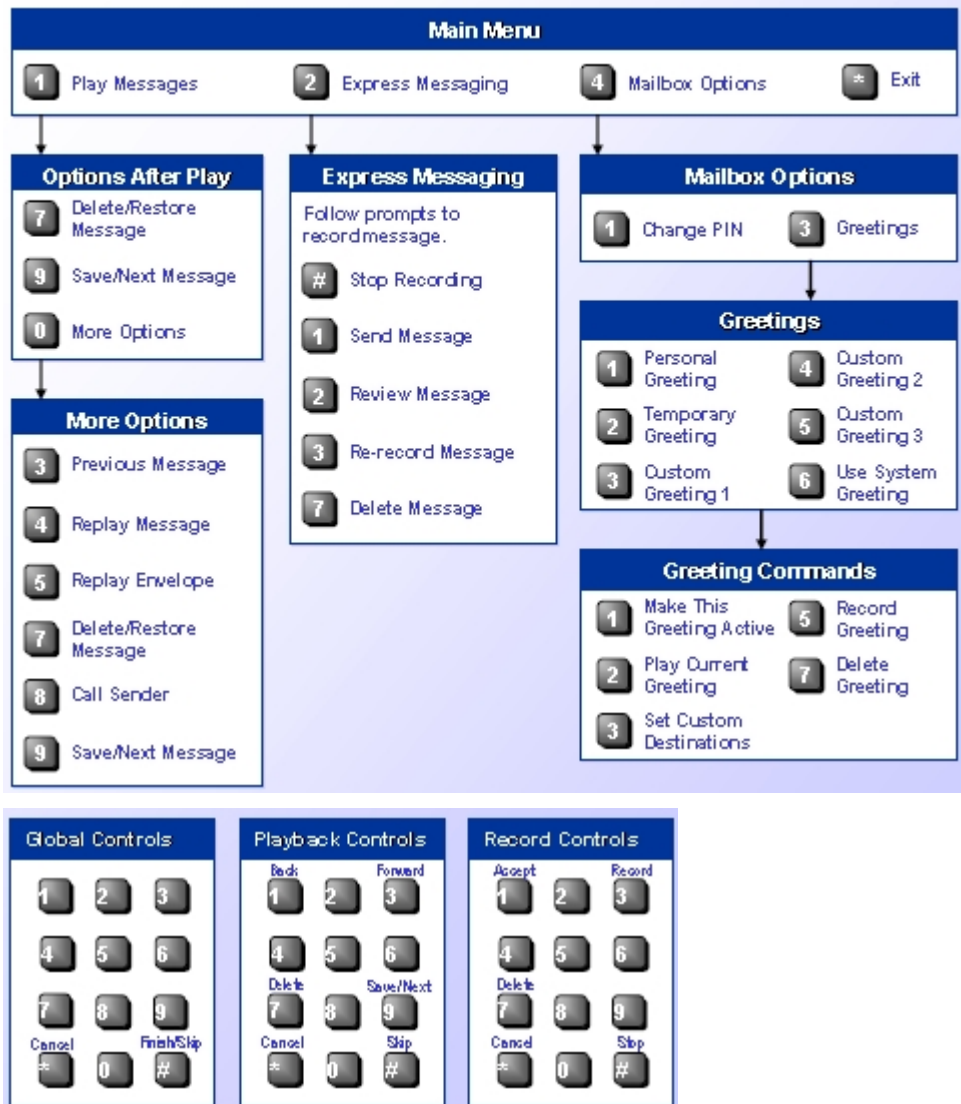 Main Menu
1 Play Messages 2 Express Messaging 4 Mailbox Options * Exit
Options After Play
7 Delete/Restore
Message
9 Save/Next Message
0 More Options
More Options
3 Previous Message
4 Replay Message
5 Replay Envelope
7 Delete/Restore
Message
8 Call Sender
9 Save/Next Message
Express Messaging
Follow prompts to
record message.
# Stop Recording
1 Send Message
2 Review Message
3 Re-record Message
7 Delete Message
Mailbox Options
1 Change PIN 3 Greetings
Greetings
1 Personal
Greeting
2 Temporary
Greeting
3 Custom
Greeting 1
4 Custom
Greeting 2
5 Custom
Greeting 3
6 Use System
Greeting
Greeting Commands
1 Make This
Greeting Active
2 Play Current
Greeting
3 Set Custom
Destinations
5 Record
Greeting
7 Delete
Greeting
Global Controls
1 2 3
4 5 6
7 8 9
Cancel Finish/Skip
* 0 #
Playback Controls
Back Forward
1 2 3
4 5 6
Delete Save/Next
7 8 9
Cancel Skip
* 0 #
Record Controls
Accept Record
1 2 3
4 5 6
Delete
7 8 9
Cancel Stop
* 0 #